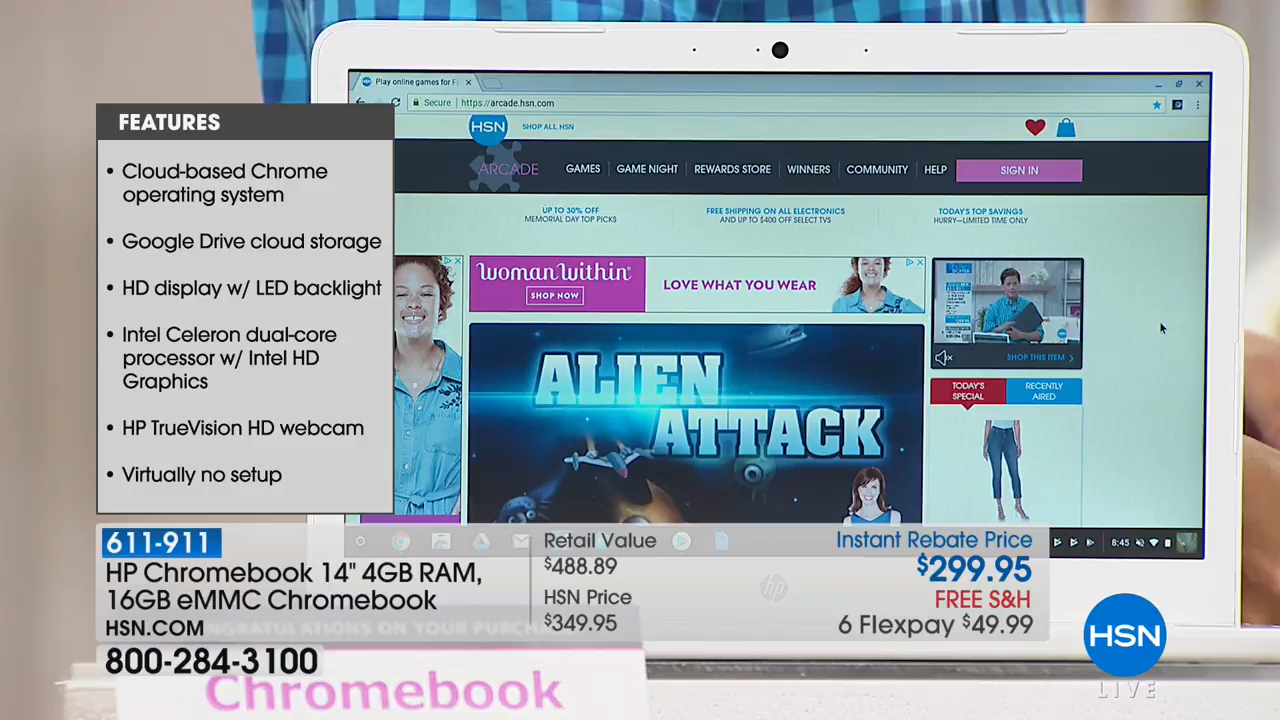 Play online games for F
Secure | https://arcade.hsn.com
HSN
SHOP ALL HSN
ARCADE
GAMES
GAME NIGHT
REWARDS STORE
WINNERS
COMMUNITY
HELP
SIGN IN
UP TO 30% OFF
MEMORIAL DAY TOP PICKS
FREE SHIPPING ON ALL ELECTRONICS
AND UP TO $400 OFF SELECT TVS
TODAY'S TOP SAVINGS
HURRY—LIMITED TIME ONLY
woman within
SHOP NOW
LOVE WHAT YOU WEAR
ALIEN
ATTACK
SHOP THIS ITEM
TODAY'S
SPECIAL
RECENTLY
AIRED
8:45
hp
FEATURES
• Cloud-based Chrome
operating system
• Google Drive cloud storage
• HD display w/ LED backlight
• Intel Celeron dual-core
processor w/ Intel HD
Graphics
• HP TrueVision HD webcam
• Virtually no setup
611-911
HP Chromebook 14" 4GB RAM,
16GB eMMC Chromebook
HSN.COM
800-284-3100
Retail Value
$488.89
HSN Price
$349.95
Instant Rebate Price
$299.95
FREE S&H
6 Flexpay $49.99
CONGRATULATIONS ON YOUR PURCH
Chromebook
HSN
LIVE